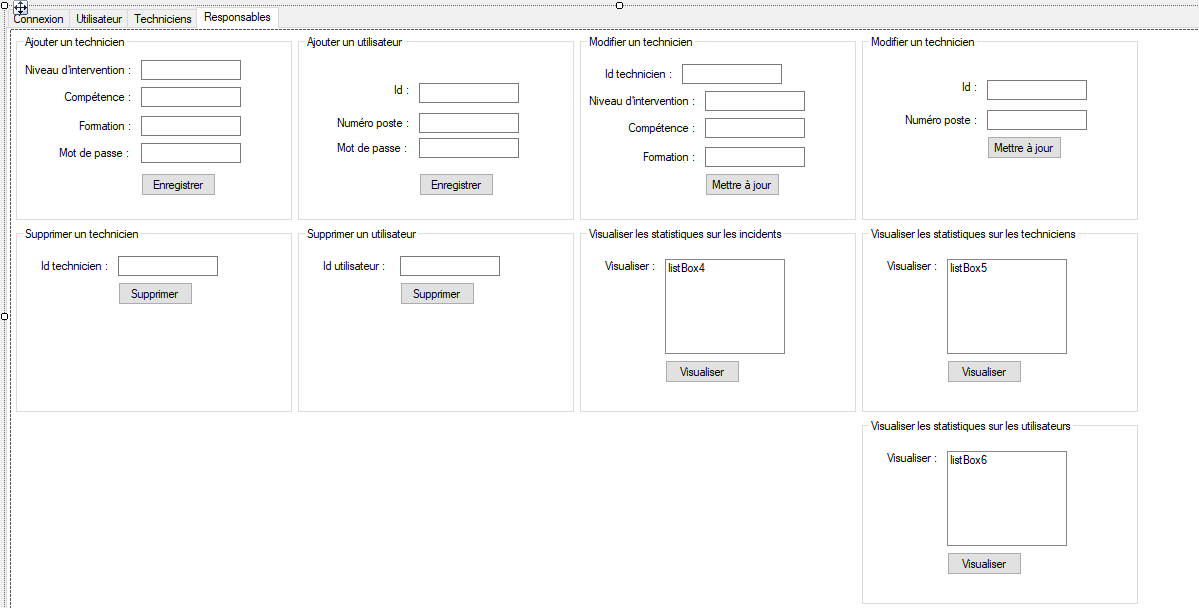 Connexion Utilisateur Techniciens Responsables
Ajouter un technicien
Niveau d'intervention :
Compétence :
Formation :
Mot de passe :
Enregistrer
Ajouter un utilisateur
Id :
Numéro poste :
Mot de passe :
Enregistrer
Modifier un technicien
Id technicien :
Niveau d'intervention :
Compétence :
Formation :
Mettre à jour
Modifier un technicien
Id :
Numéro poste :
Mettre à jour
Supprimer un technicien
Id technicien :
Supprimer
Supprimer un utilisateur
Id utilisateur :
Supprimer
Visualiser les statistiques sur les incidents
Visualiser : listBox4
Visualiser
Visualiser les statistiques sur les techniciens
Visualiser : listBox5
Visualiser
Visualiser les statistiques sur les utilisateurs
Visualiser : listBox6
Visualiser